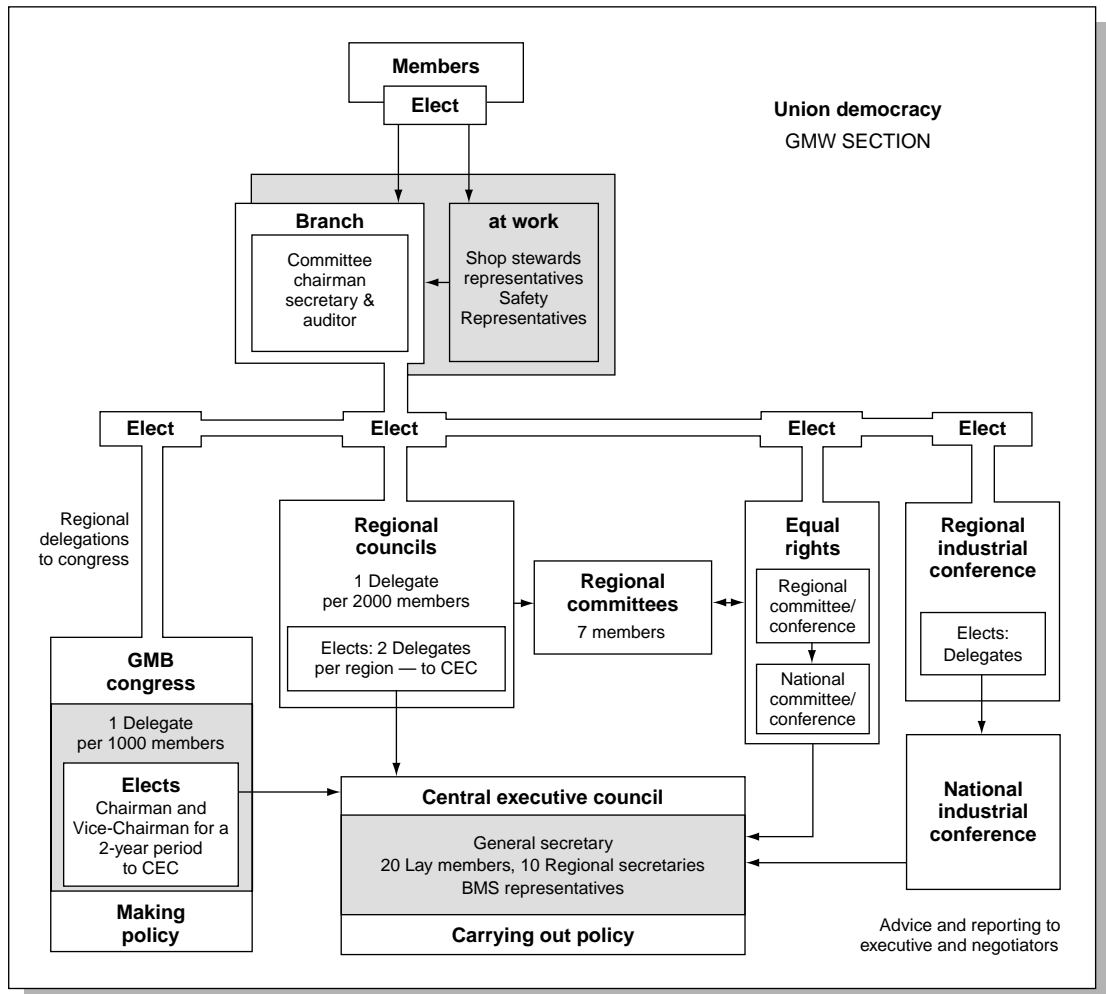 Members
Elect
Union democracy
GMW SECTION
Branch
Committee
chairman
secretary &
auditor
at work
Shop stewards
representatives
Safety
Representatives
Elect
Elect
Elect
Elect
Regional
delegations
to congress
Regional
councils
1 Delegate
per 2000 members
Elects: 2 Delegates
per region — to CEC
Regional
committees
7 members
Equal
rights
Regional
committee/
conference
National
committee/
conference
Regional
industrial
conference
Elects:
Delegates
GMB
congress
1 Delegate
per 1000 members
Elects
Chairman and
Vice-Chairman for a
2-year period
to CEC
Making
policy
Central executive council
General secretary
20 Lay members, 10 Regional secretaries
BMS representatives
Carrying out policy
National
industrial
conference
Advice and reporting to
executive and negotiators